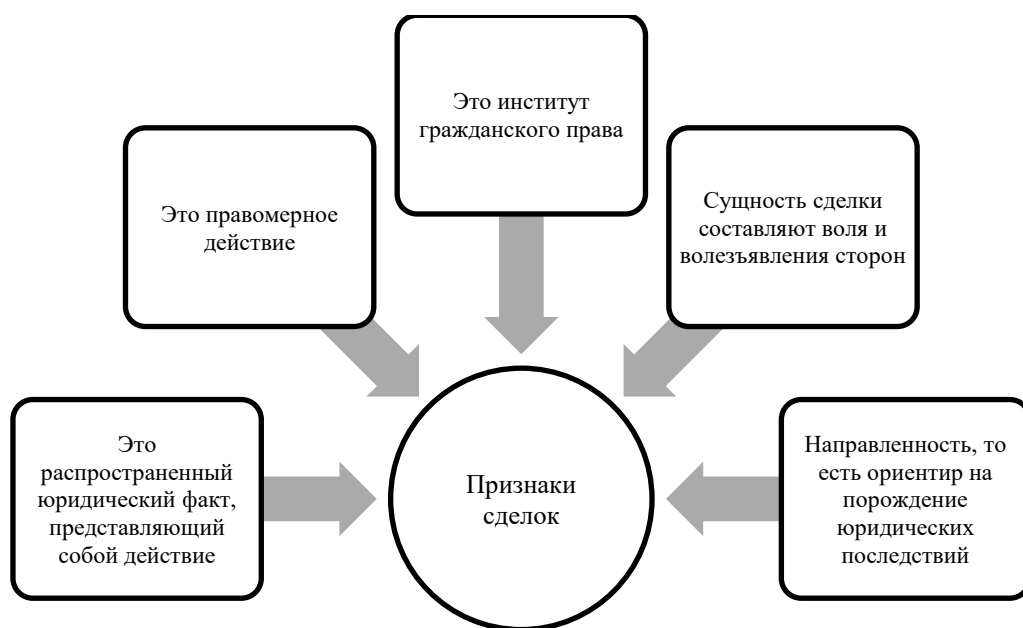 Это институт
гражданского права
Это правомерное
действие
Сущность сделки
составляют воля и
волезъявления сторон
Это
распространенный
юридический факт,
представляющий
собой действие
Признаки
сделок
Направленность, то
есть ориентир на
порождение
юридических
последствий